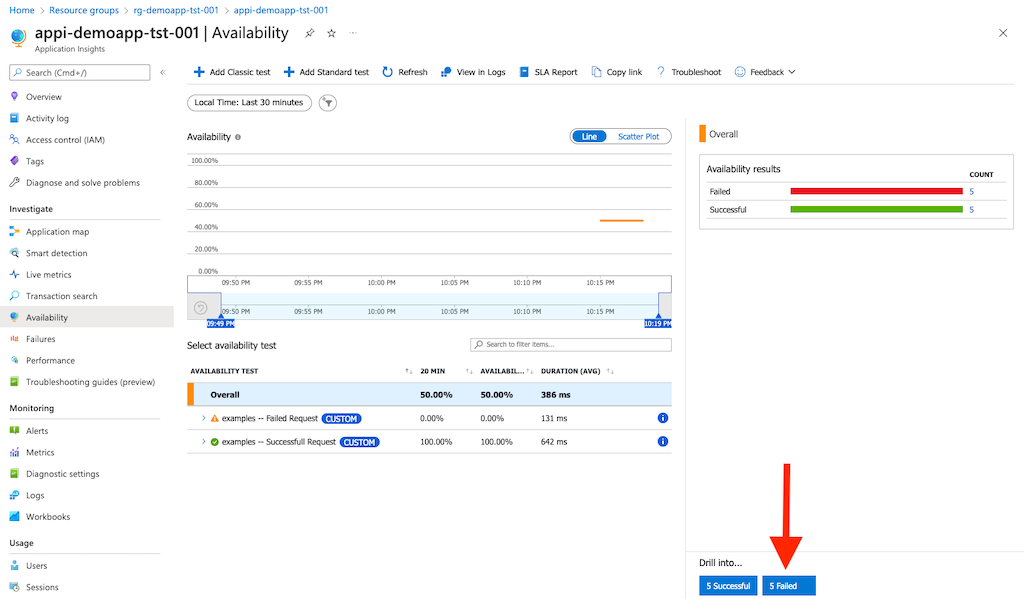 Home > Resource groups > rg-demoapp-tst-001 > appi-demoapp-tst-001
appi-demoapp-tst-001 | Availability
Application Insights
Search (Cmd+/)
Overview
Activity log
Access control (IAM)
Tags
Diagnose and solve problems
Investigate
Application map
Smart detection
Live metrics
Transaction search
Availability
Failures
Performance
Troubleshooting guides (preview)
Monitoring
Alerts
Metrics
Diagnostic settings
Logs
Workbooks
Usage
Users
Sessions
Add Classic test Add Standard test Refresh View in Logs SLA Report Copy link Troubleshoot Feedback
Local Time: Last 30 minutes
Availability Line Scatter Plot
100.00%
80.00%
60.00%
40.00%
20.00%
0.00%
09:50 PM 09:55 PM 10:00 PM 10:05 PM 10:10 PM 10:15 PM
09:50 PM 09:55 PM 10:00 PM 10:05 PM 10:10 PM 10:15 PM
09:49 PM 10:19 PM
Select availability test Search to filter items...
AVAILABILITY TEST 20 MIN AVAILABIL... DURATION (AVG)
Overall 50.00% 50.00% 386 ms
examples -- Failed Request CUSTOM 0.00% 0.00% 131 ms
examples -- Successfull Request CUSTOM 100.00% 100.00% 642 ms
Overall
Availability results COUNT
Failed 5
Successful 5
Drill into...
5 Successful 5 Failed